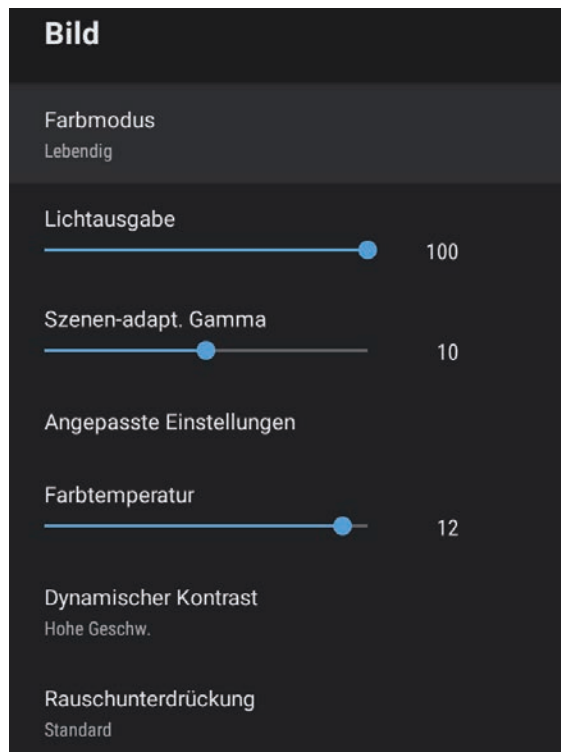 Bild
Farbmodus
Lebendig
Lichtausgabe
100
Szenen-adapt. Gamma
10
Angepasste Einstellungen
Farbtemperatur
12
Dynamischer Kontrast
Hohe Geschw.
Rauschunterdrückung
Standard